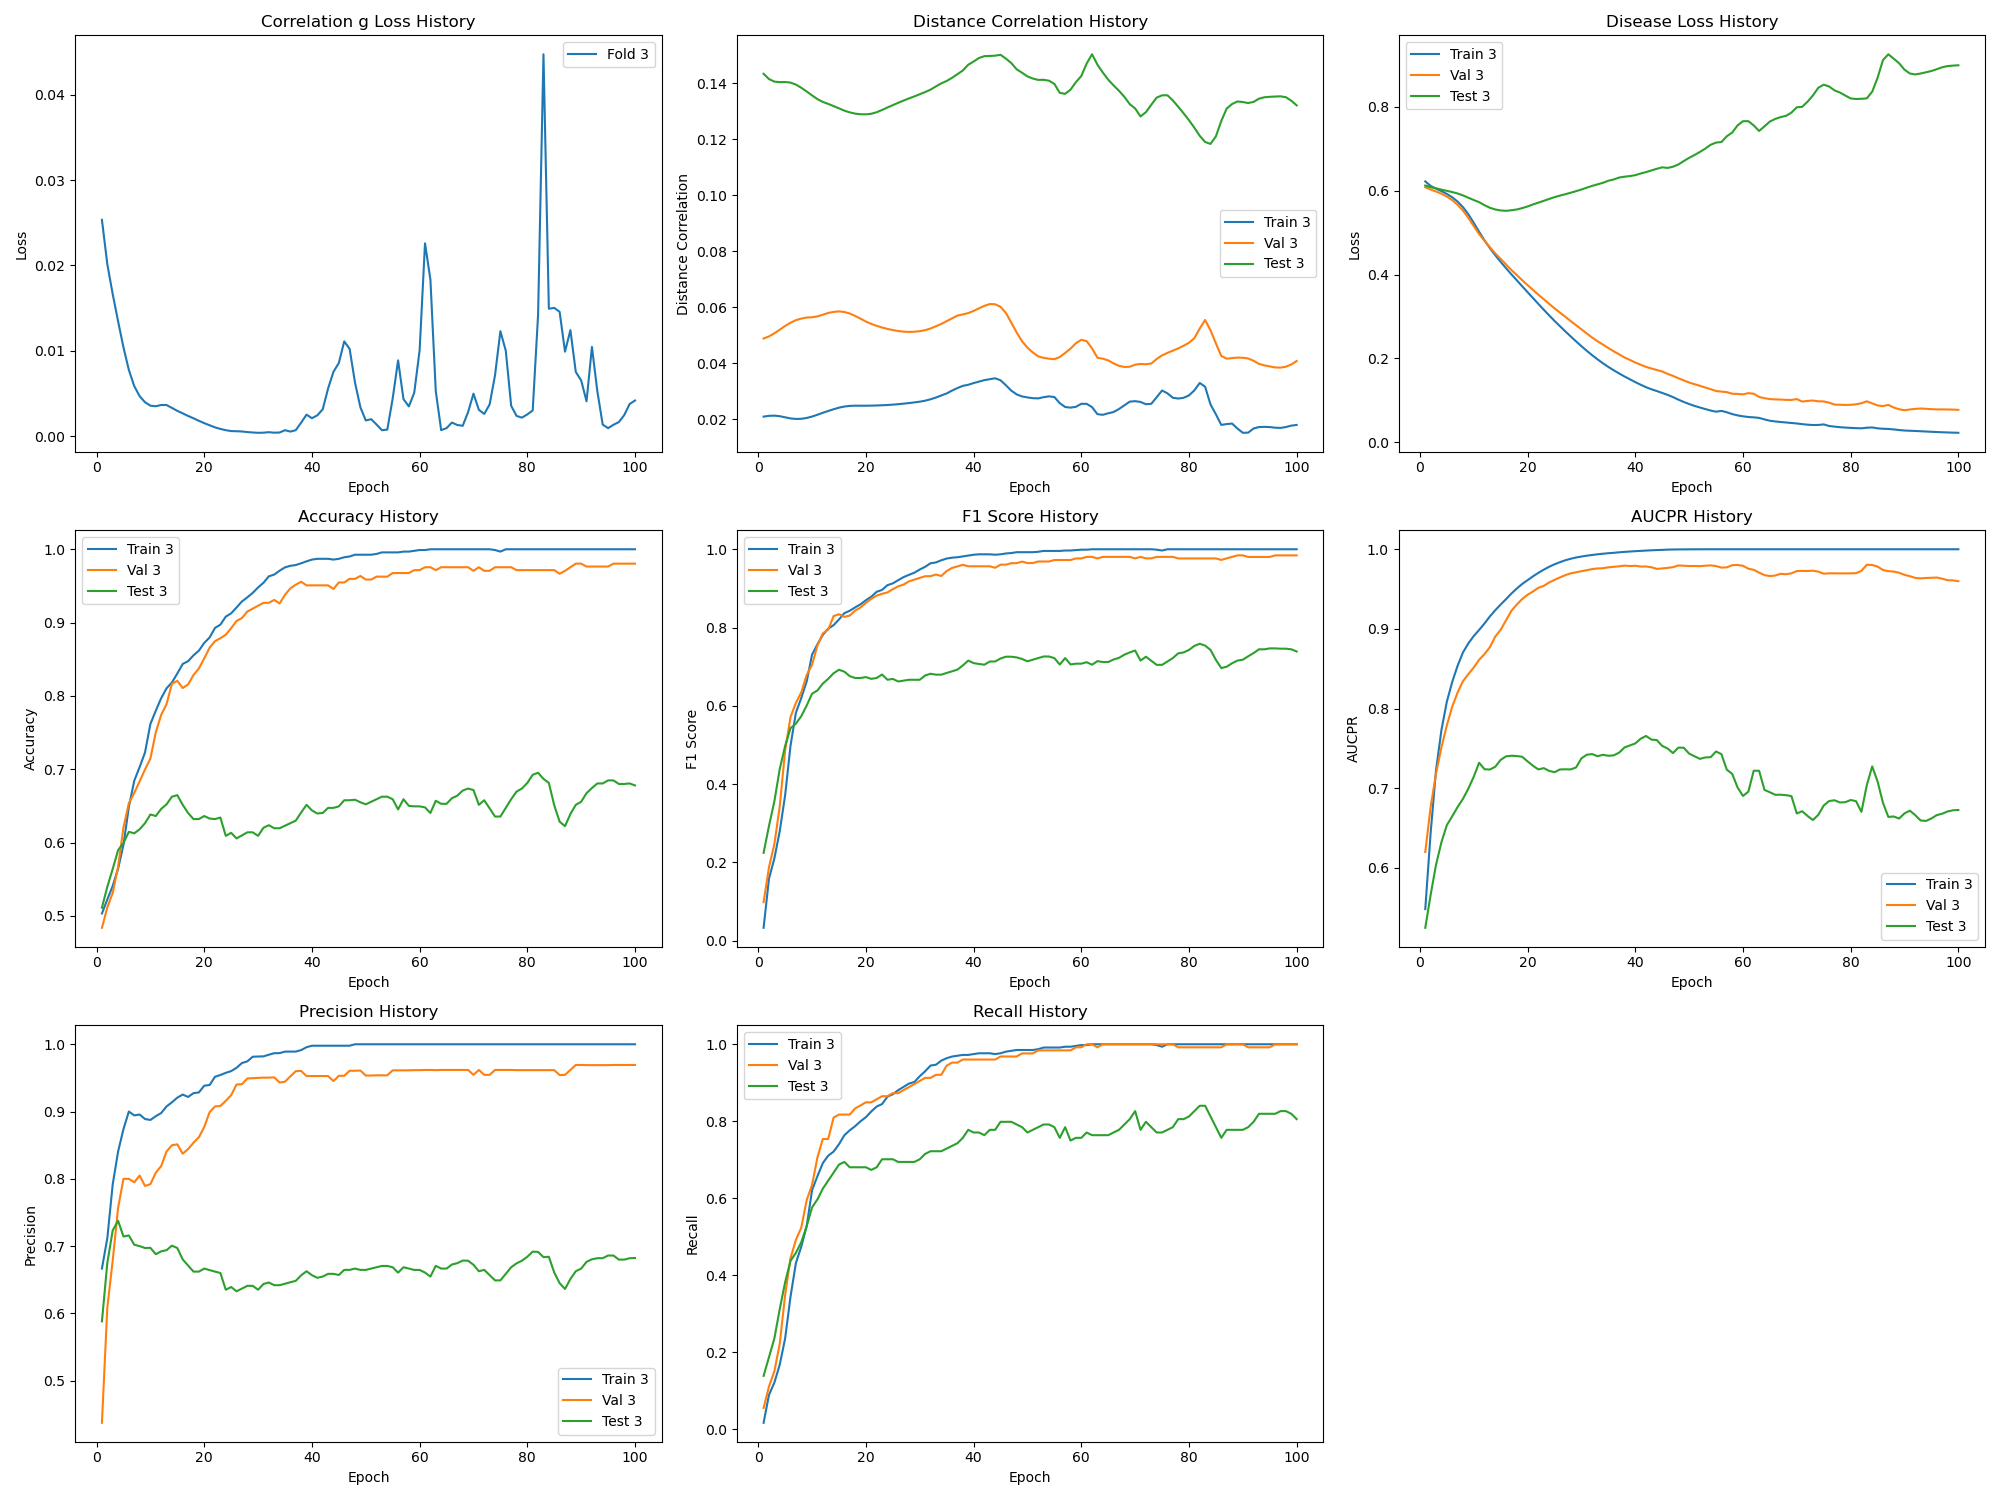 Correlation g Loss History
Fold 3
0.04
0.03
0.02
0.01
0.00
Loss
0 20 40 60 80 100
Epoch
Distance Correlation History
0.14
0.12
0.10
0.08
0.06
0.04
0.02
Distance Correlation
Train 3
Val 3
Test 3
0 20 40 60 80 100
Epoch
Disease Loss History
Train 3
Val 3
Test 3
0.8
0.6
0.4
0.2
0.0
Loss
0 20 40 60 80 100
Epoch
Accuracy History
Train 3
Val 3
Test 3
1.0
0.9
0.8
0.7
0.6
0.5
Accuracy
0 20 40 60 80 100
Epoch
F1 Score History
Train 3
Val 3
Test 3
1.0
0.8
0.6
0.4
0.2
0.0
F1 Score
0 20 40 60 80 100
Epoch
AUCPR History
1.0
0.9
0.8
0.7
0.6
AUCPR
Train 3
Val 3
Test 3
0 20 40 60 80 100
Epoch
Precision History
1.0
0.9
0.8
0.7
0.6
0.5
Precision
Train 3
Val 3
Test 3
0 20 40 60 80 100
Epoch
Recall History
Train 3
Val 3
Test 3
1.0
0.8
0.6
0.4
0.2
0.0
Recall
0 20 40 60 80 100
Epoch